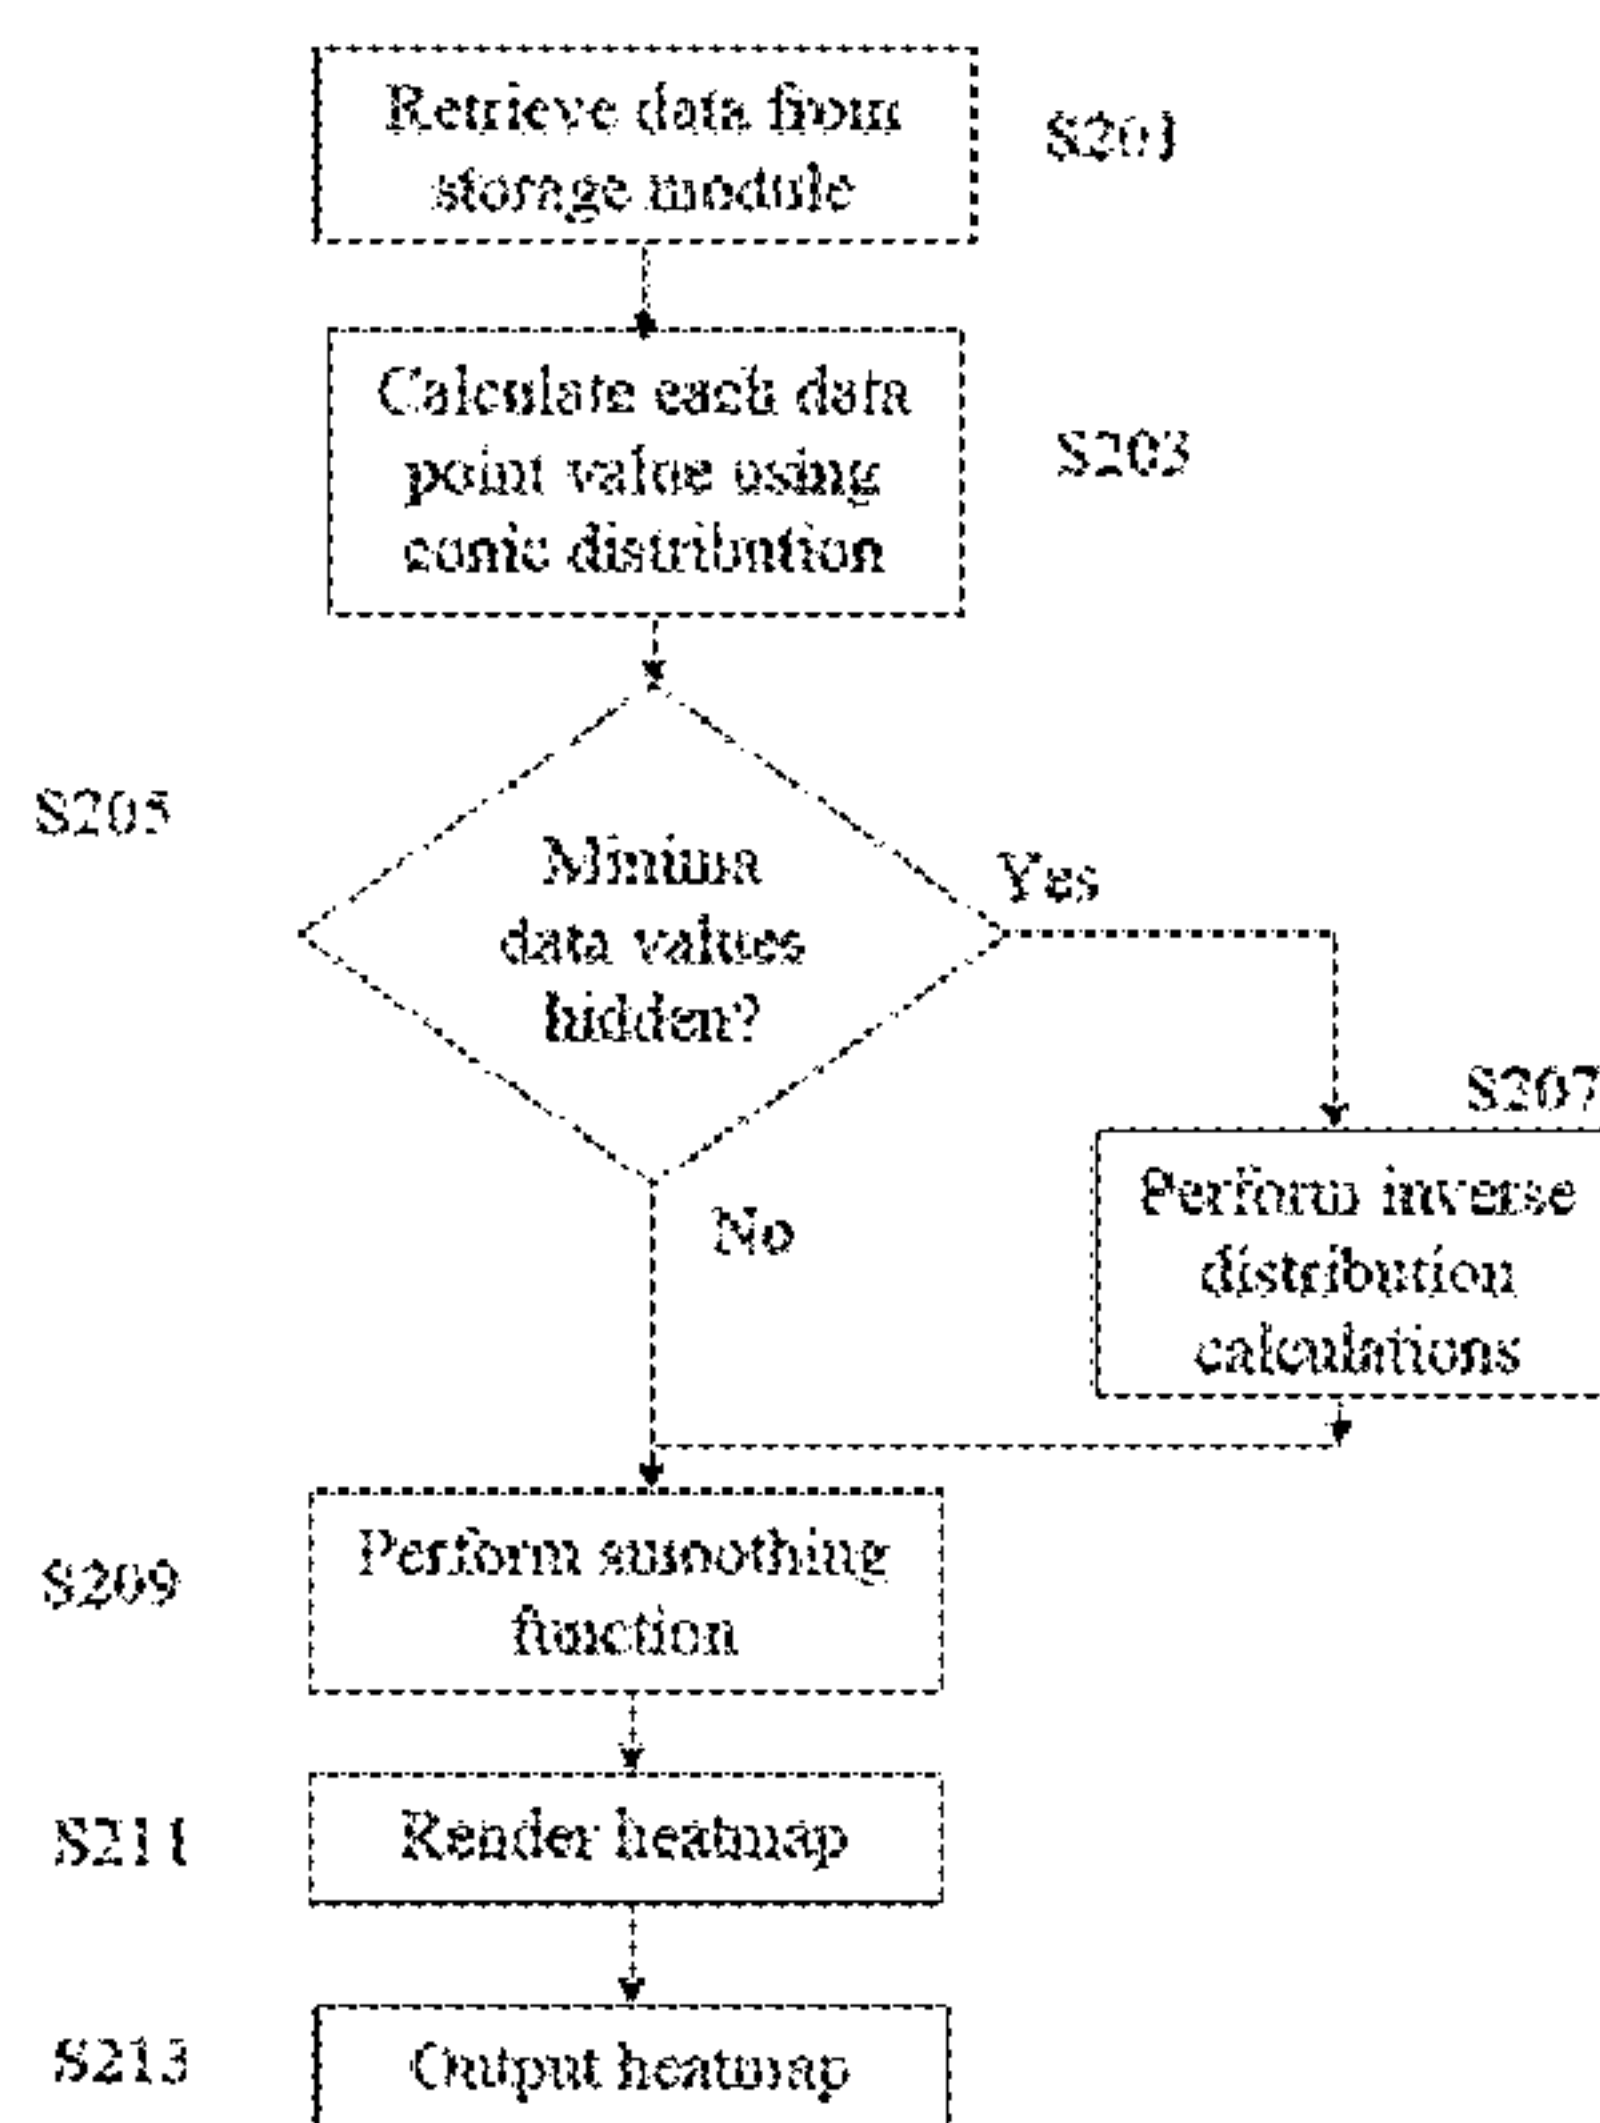 Retrieve data from
storage module
S201
Calculate each data
point value using
conic distribution
S203
S205
Minima
data values
hidden?
Yes
No
S207
Perform inverse
distribution
calculations
S209
Perform smoothing
function
S211
Render heatmap
S213
Output heatmap